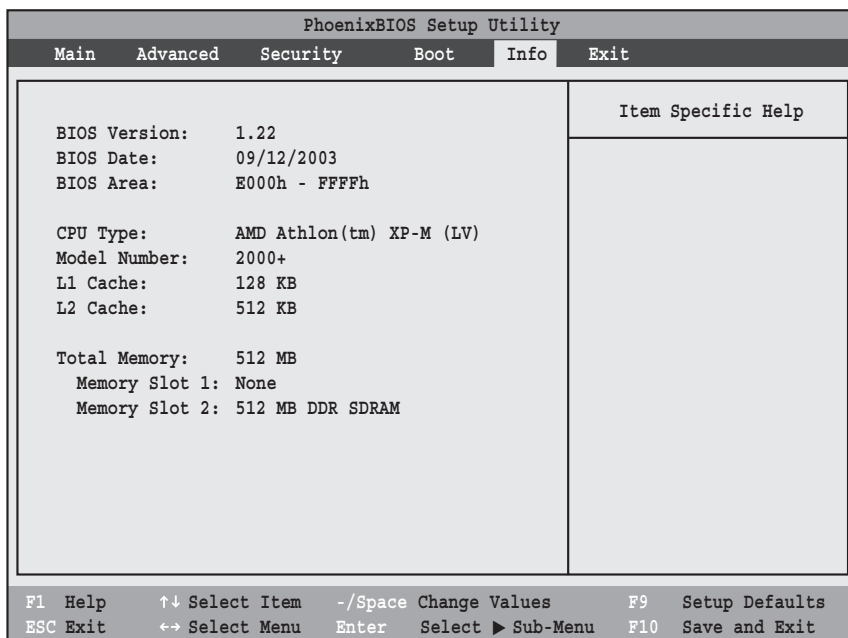 PhoenixBIOS Setup Utility
Main Advanced Security Boot Info Exit
Item Specific Help
BIOS Version: 1.22
BIOS Date: 09/12/2003
BIOS Area: E000h - FFFFh
CPU Type: AMD Athlon(tm) XP-M (LV)
Model Number: 2000+
L1 Cache: 128 KB
L2 Cache: 512 KB
Total Memory: 512 MB
Memory Slot 1: None
Memory Slot 2: 512 MB DDR SDRAM
F1 Help ↑↓ Select Item -/Space Change Values F9 Setup Defaults
ESC Exit ←→ Select Menu Enter Select ▶ Sub-Menu F10 Save and Exit